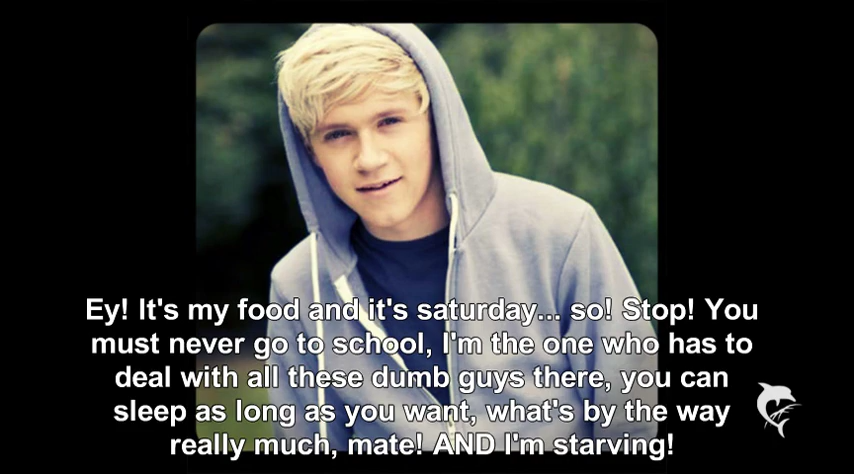 Ey! It's my food and it's saturday... so! Stop! You
must never go to school, I'm the one who has to
deal with all these dumb guys there, you can
sleep as long as you want, what's by the way
really much, mate! AND I'm starving!